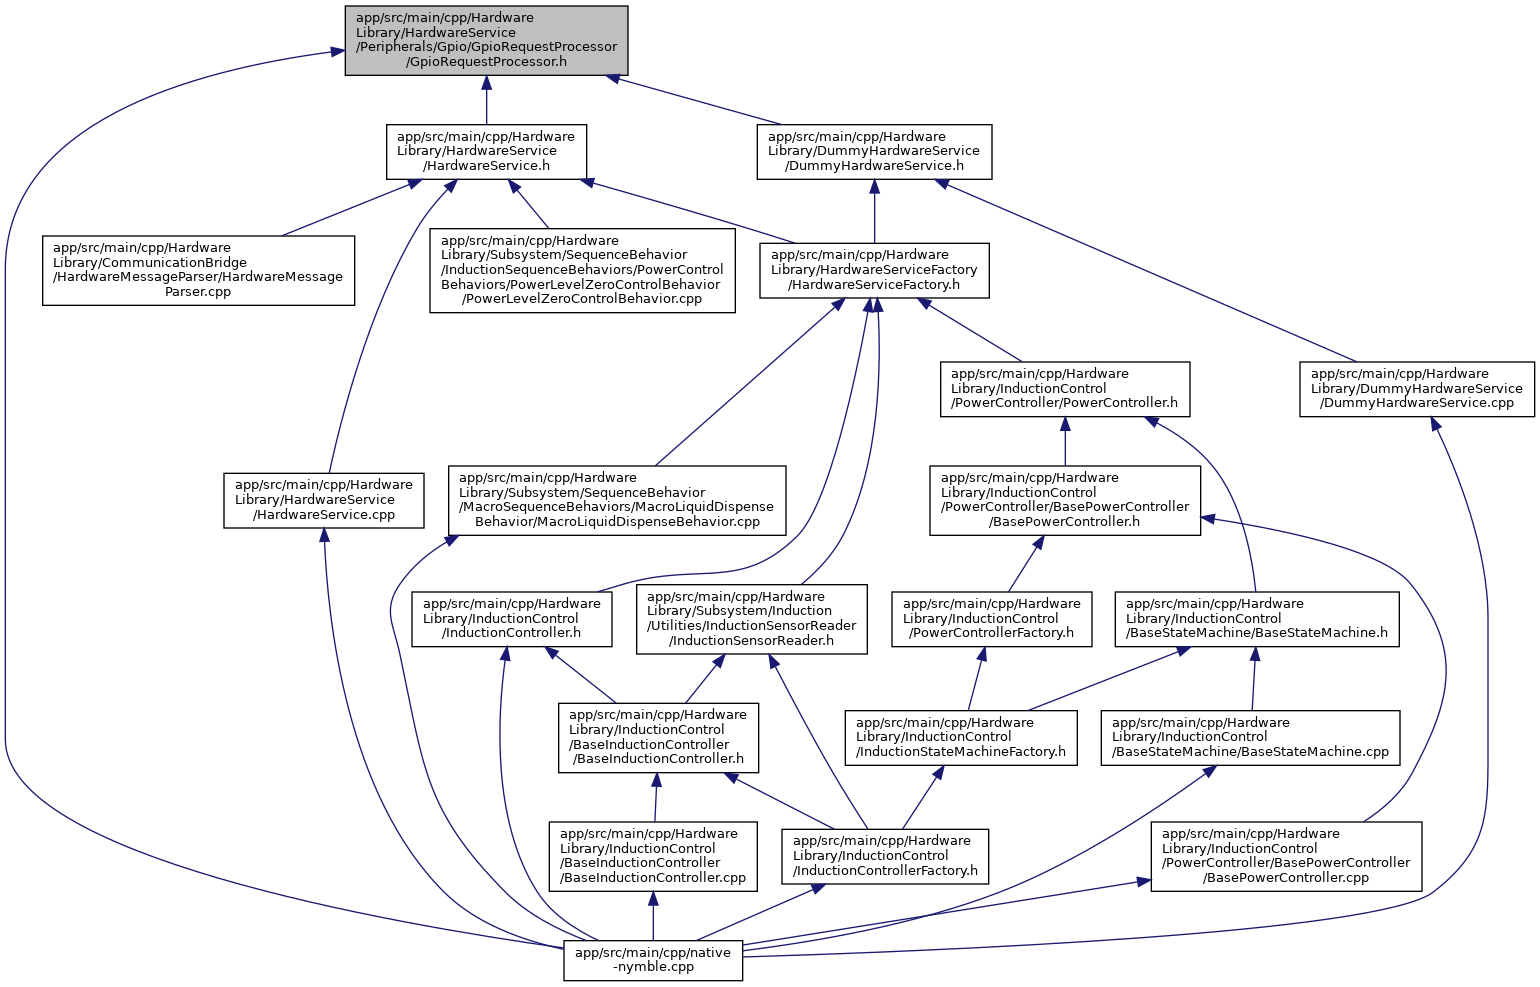 app/src/main/cpp/Hardware
Library/HardwareService
/Peripherals/Gpio/GpioRequestProcessor
/GpioRequestProcessor.h
app/src/main/cpp/Hardware
Library/HardwareService
/HardwareService.h
app/src/main/cpp/Hardware
Library/DummyHardwareService
/DummyHardwareService.h
app/src/main/cpp/Hardware
Library/CommunicationBridge
/HardwareMessageParser/HardwareMessage
Parser.cpp
app/src/main/cpp/Hardware
Library/Subsystem/SequenceBehavior
/InductionSequenceBehaviors/PowerControl
Behaviors/PowerLevelZeroControlBehavior
/PowerLevelZeroControlBehavior.cpp
app/src/main/cpp/Hardware
Library/HardwareServiceFactory
/HardwareServiceFactory.h
app/src/main/cpp/Hardware
Library/InductionControl
/PowerController/PowerController.h
app/src/main/cpp/Hardware
Library/DummyHardwareService
/DummyHardwareService.cpp
app/src/main/cpp/Hardware
Library/HardwareService
/HardwareService.cpp
app/src/main/cpp/Hardware
Library/Subsystem/SequenceBehavior
/MacroSequenceBehaviors/MacroLiquidDispense
Behavior/MacroLiquidDispenseBehavior.cpp
app/src/main/cpp/Hardware
Library/InductionControl
/PowerController/BasePowerController
/BasePowerController.h
app/src/main/cpp/Hardware
Library/InductionControl
/InductionController.h
app/src/main/cpp/Hardware
Library/Subsystem/Induction
/Utilities/InductionSensorReader
/InductionSensorReader.h
app/src/main/cpp/Hardware
Library/InductionControl
/PowerControllerFactory.h
app/src/main/cpp/Hardware
Library/InductionControl
/BaseStateMachine/BaseStateMachine.h
app/src/main/cpp/Hardware
Library/InductionControl
/BaseInductionController
/BaseInductionController.h
app/src/main/cpp/Hardware
Library/InductionControl
/InductionStateMachineFactory.h
app/src/main/cpp/Hardware
Library/InductionControl
/BaseStateMachine/BaseStateMachine.cpp
app/src/main/cpp/Hardware
Library/InductionControl
/BaseInductionController
/BaseInductionController.cpp
app/src/main/cpp/Hardware
Library/InductionControl
/InductionControllerFactory.h
app/src/main/cpp/Hardware
Library/InductionControl
/PowerController/BasePowerController
/BasePowerController.cpp
app/src/main/cpp/native
-nymble.cpp